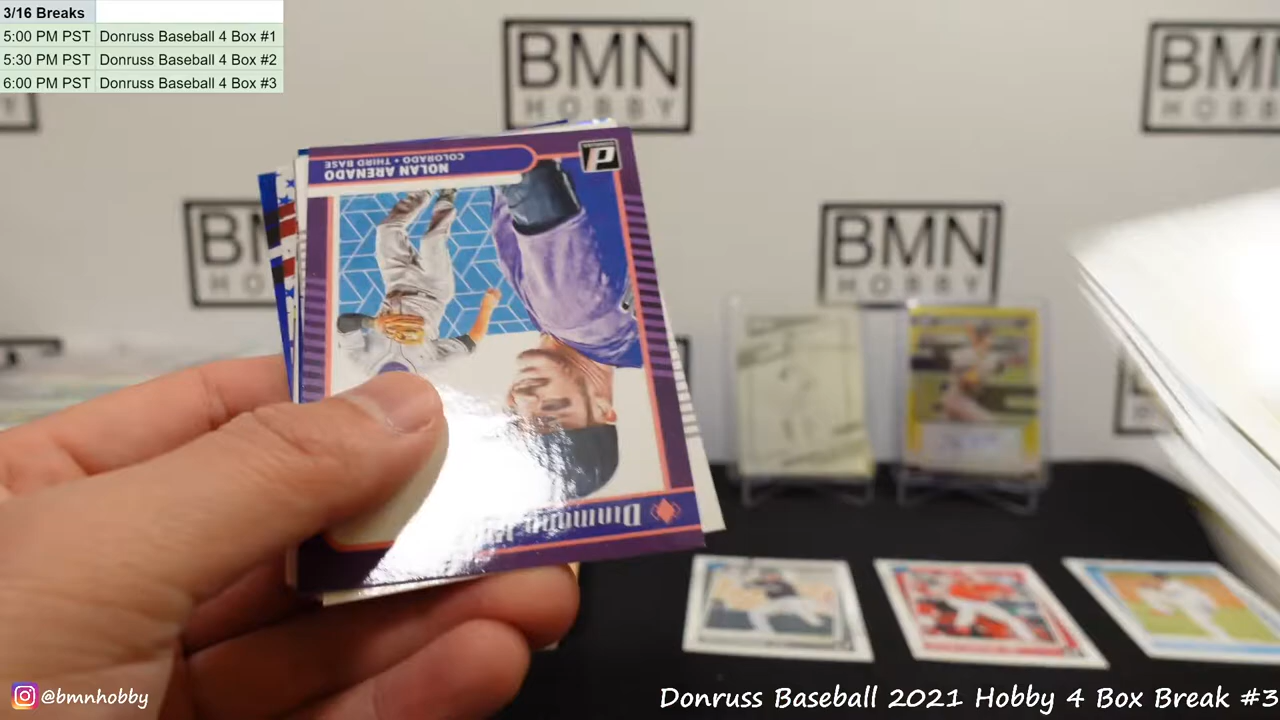 3/16 Breaks
5:00 PM PST Donruss Baseball 4 Box #1
5:30 PM PST Donruss Baseball 4 Box #2
6:00 PM PST Donruss Baseball 4 Box #3
BMN
HOBBY
BMN
HOBBY
BMN
HOBBY
NOLAN ARENADO
COLORADO • THIRD BASE
@bmnhobby
Donruss Baseball 2021 Hobby 4 Box Break #3